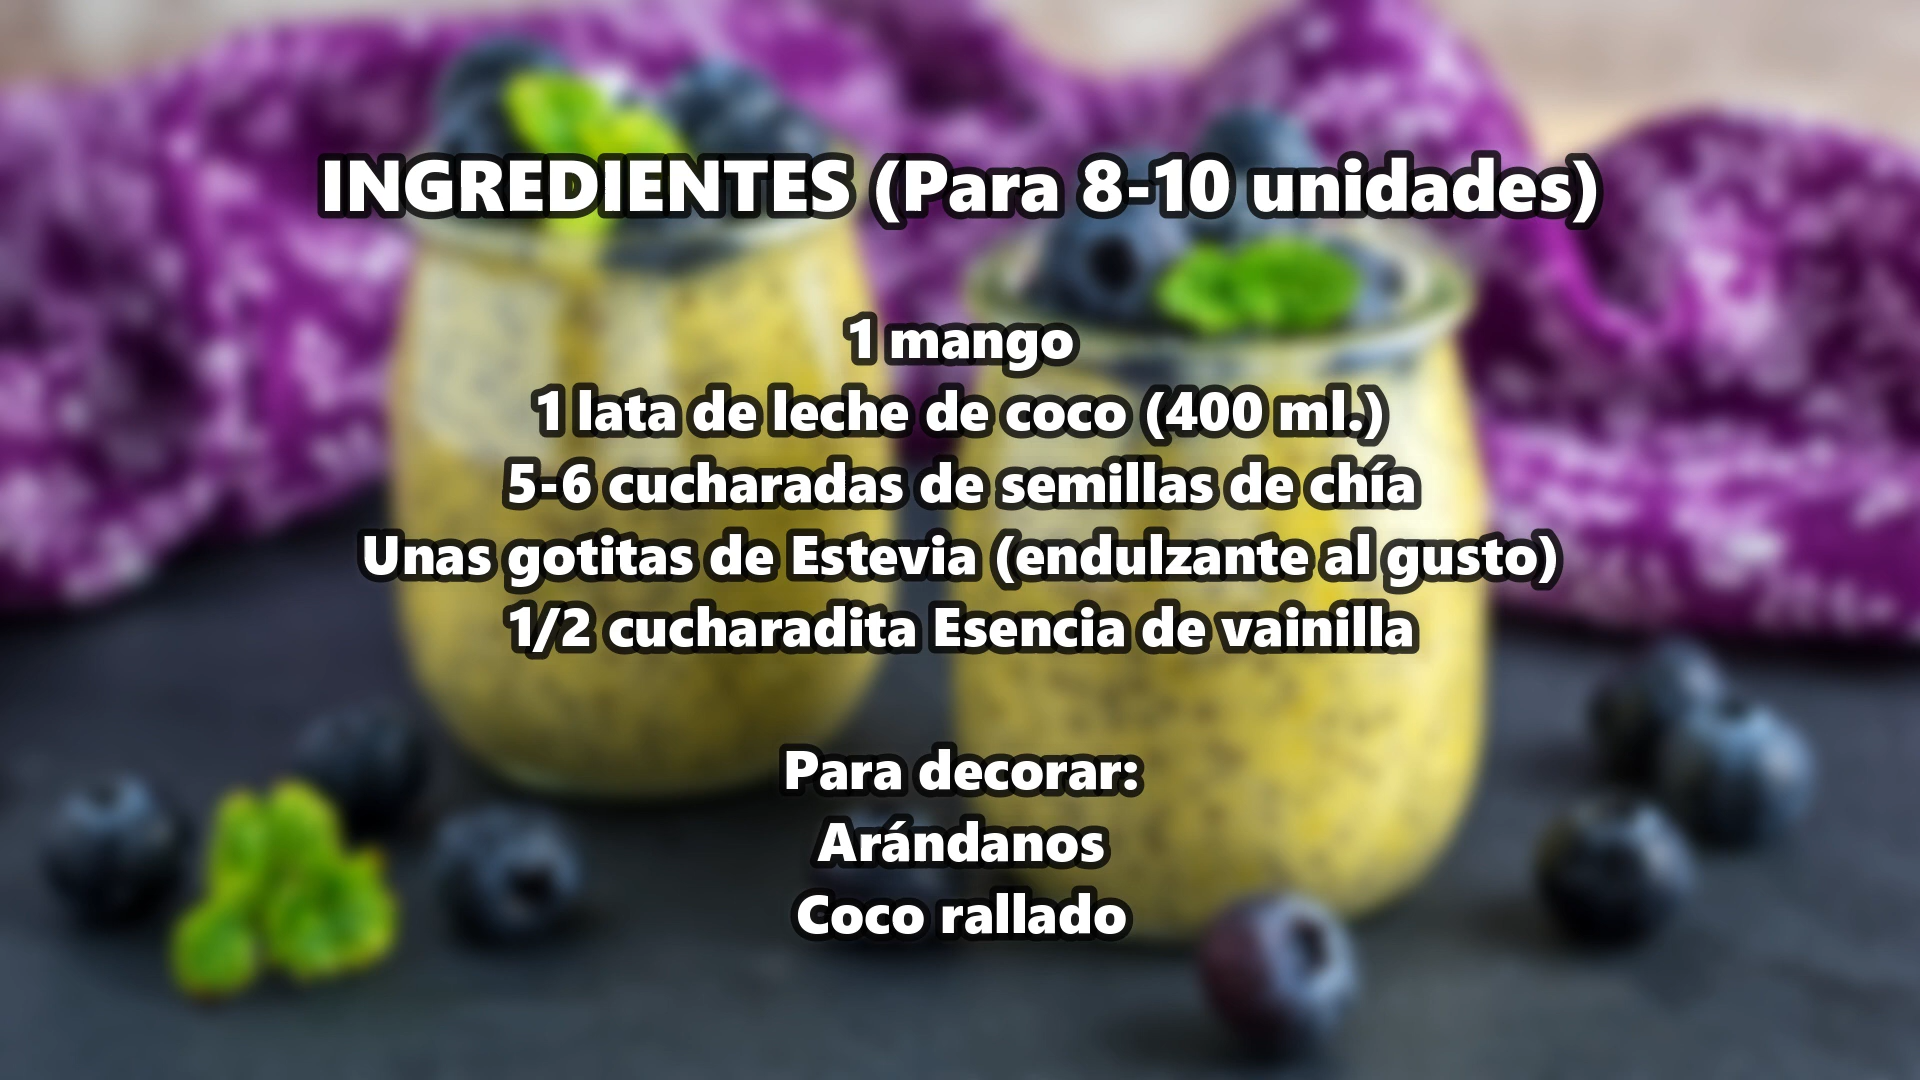 INGREDIENTES (Para 8-10 unidades)
1 mango
1 lata de leche de coco (400 ml.)
5-6 cucharadas de semillas de chía
Unas gotitas de Estevia (endulzante al gusto)
1/2 cucharadita Esencia de vainilla
Para decorar:
Arándanos
Coco rallado